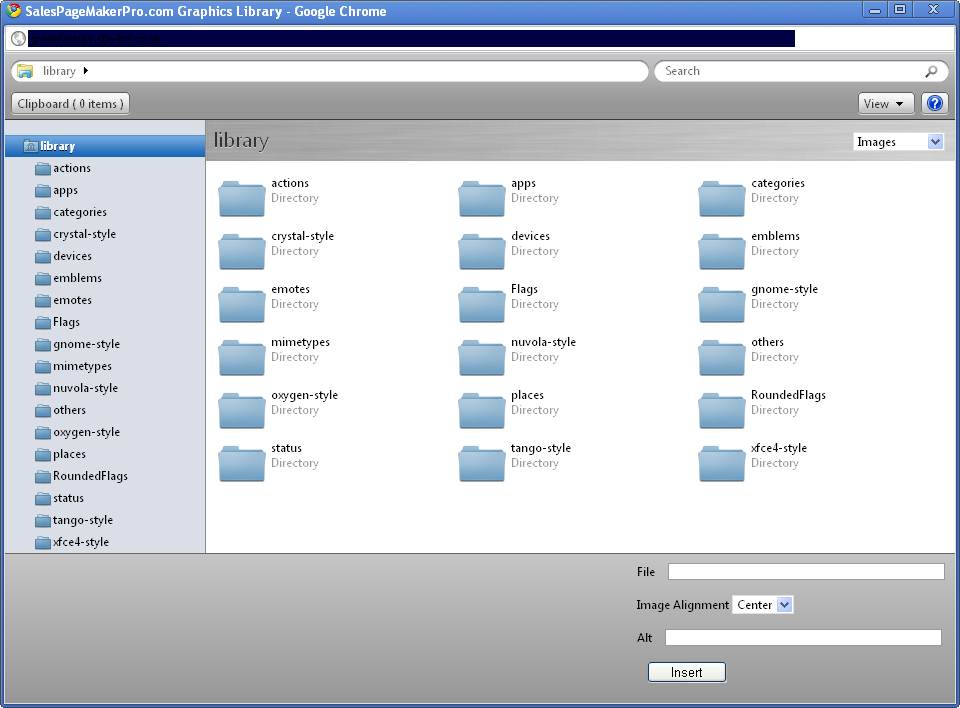 SalesPageMakerPro.com Graphics Library - Google Chrome
library
Search
Clipboard ( 0 items )
View
?
library
actions
apps
categories
crystal-style
devices
emblems
emotes
Flags
gnome-style
mimetypes
nuvola-style
others
oxygen-style
places
RoundedFlags
status
tango-style
xfce4-style
library
Images
actions
Directory
apps
Directory
categories
Directory
crystal-style
Directory
devices
Directory
emblems
Directory
emotes
Directory
Flags
Directory
gnome-style
Directory
mimetypes
Directory
nuvola-style
Directory
others
Directory
oxygen-style
Directory
places
Directory
RoundedFlags
Directory
status
Directory
tango-style
Directory
xfce4-style
Directory
File
Image Alignment Center
Alt
Insert